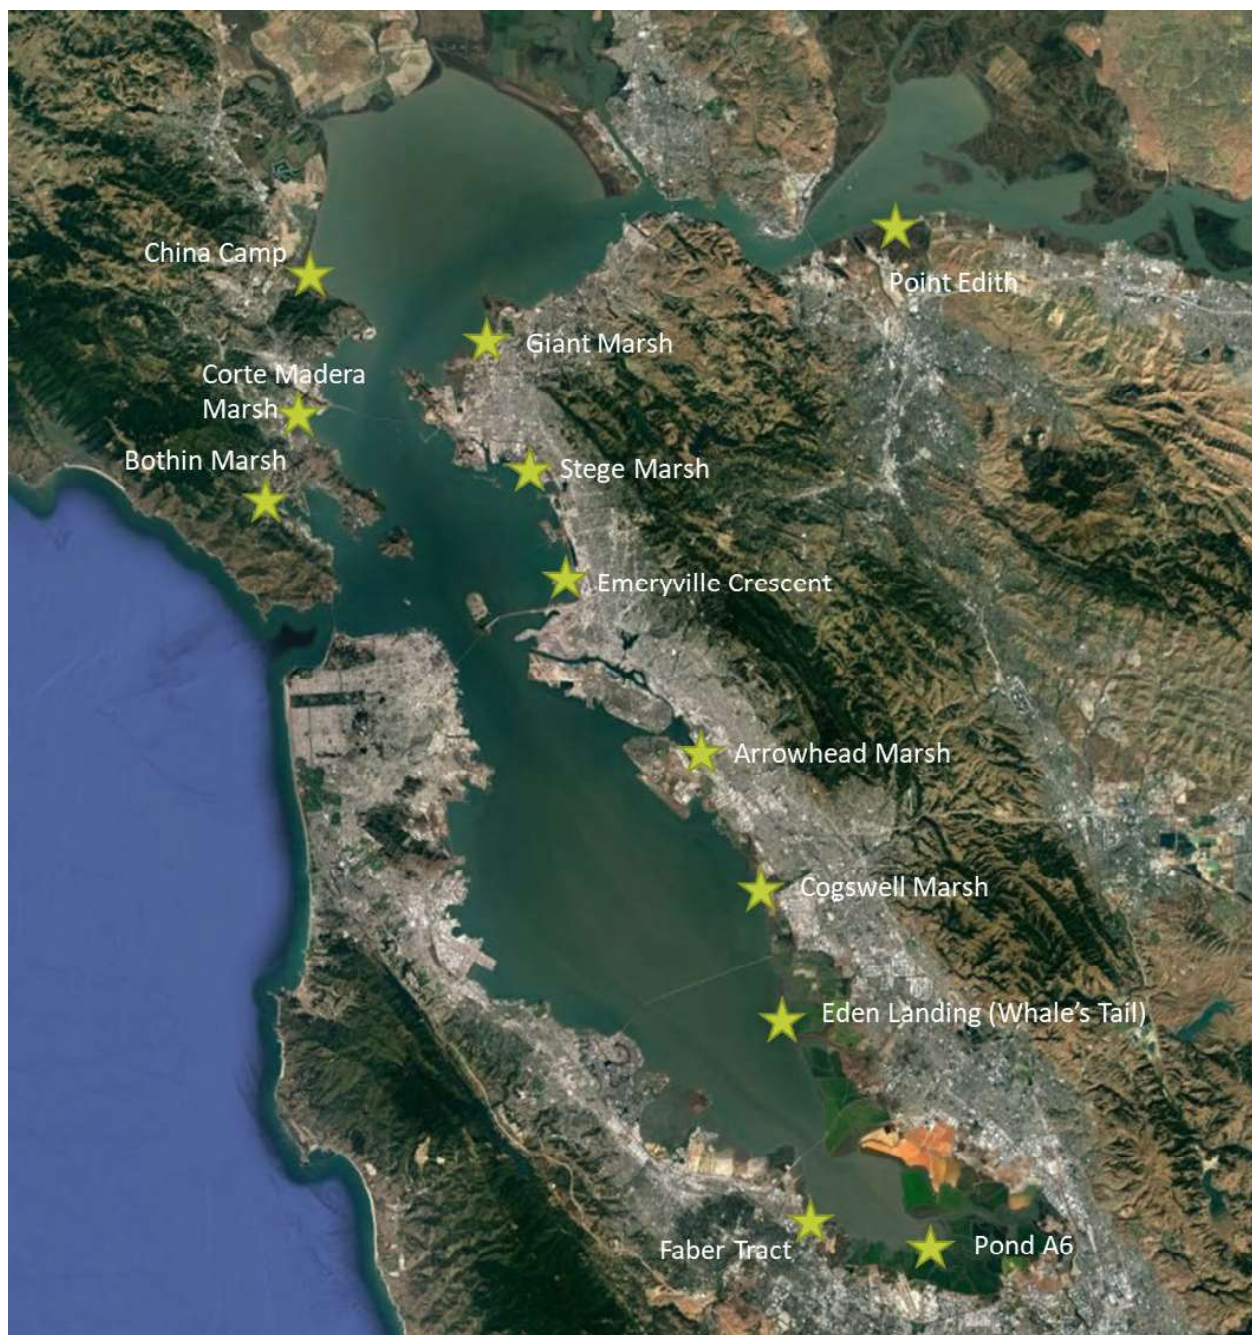 China Camp
Point Edith
Giant Marsh
Corte Madera
Marsh
Bothin Marsh
Stege Marsh
Emeryville Crescent
Arrowhead Marsh
Cogswell Marsh
Eden Landing (Whale's Tail)
Faber Tract
Pond A6